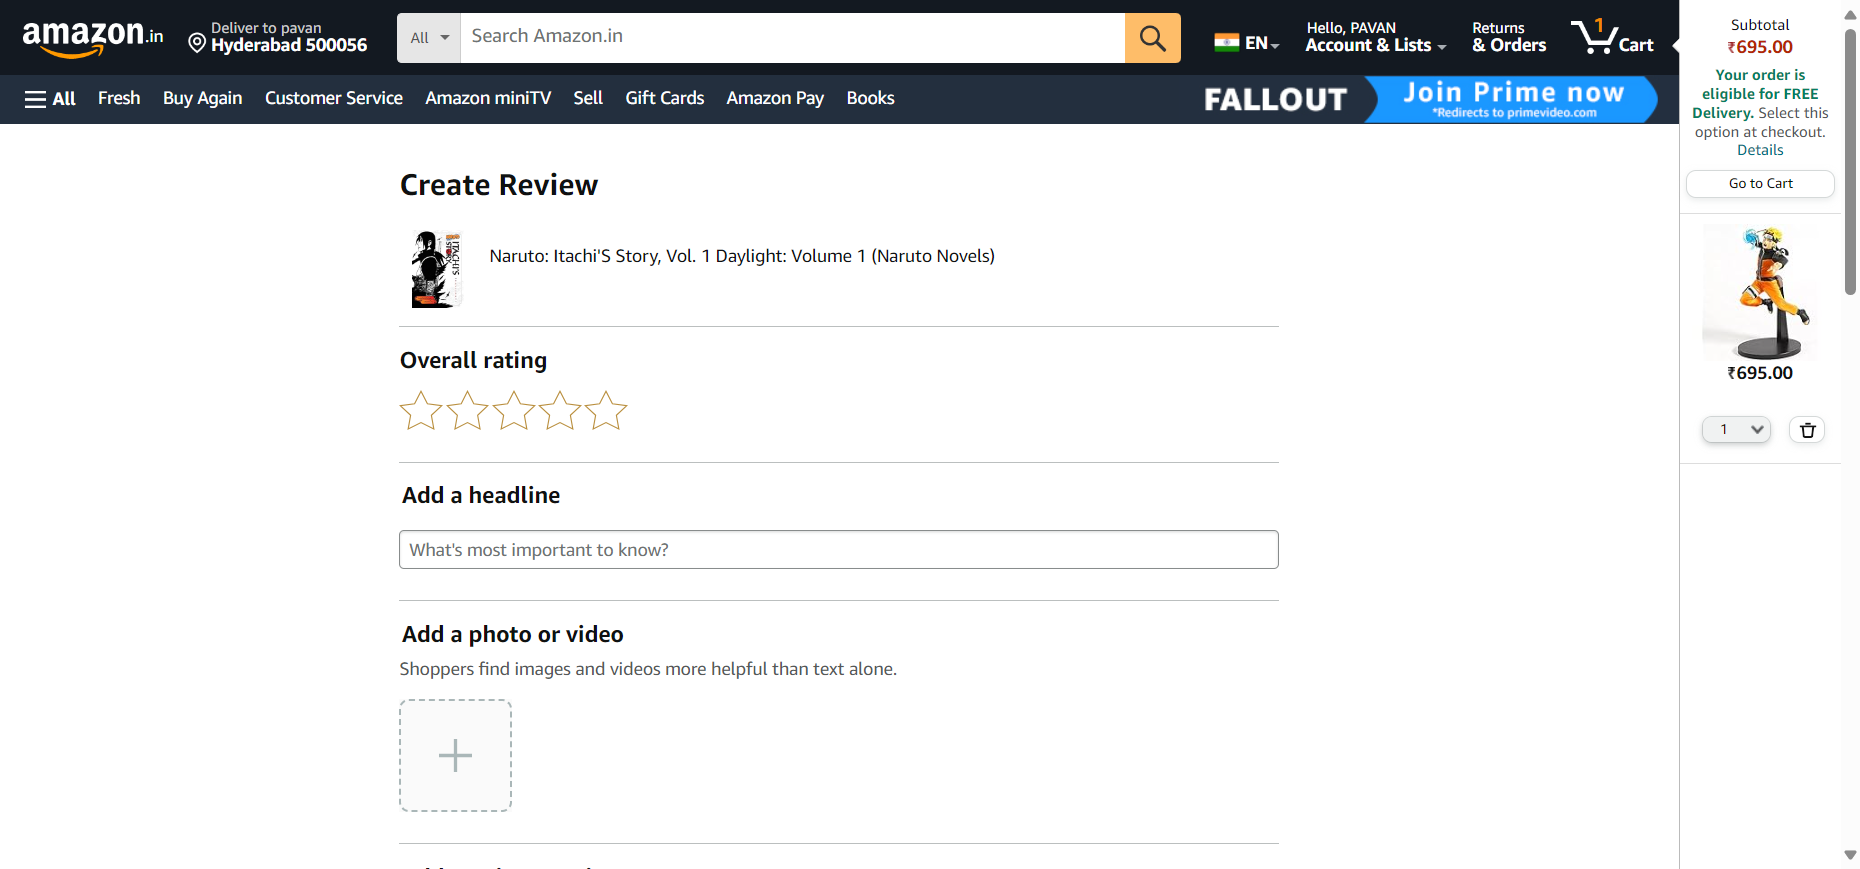 amazon.in
Deliver to pavan
Hyderabad 500056
All
Search Amazon.in
EN
Hello, PAVAN
Account & Lists
Returns
& Orders
1
Cart
All
Fresh
Buy Again
Customer Service
Amazon miniTV
Sell
Gift Cards
Amazon Pay
Books
FALLOUT
Join Prime now
*Redirects to primevideo.com
Subtotal
₹695.00
Your order is
eligible for FREE
Delivery. Select this
option at checkout.
Details
Go to Cart
₹695.00
1
Create Review
ITACHI'S
STORY
Naruto: Itachi'S Story, Vol. 1 Daylight: Volume 1 (Naruto Novels)
Overall rating
Add a headline
What's most important to know?
Add a photo or video
Shoppers find images and videos more helpful than text alone.